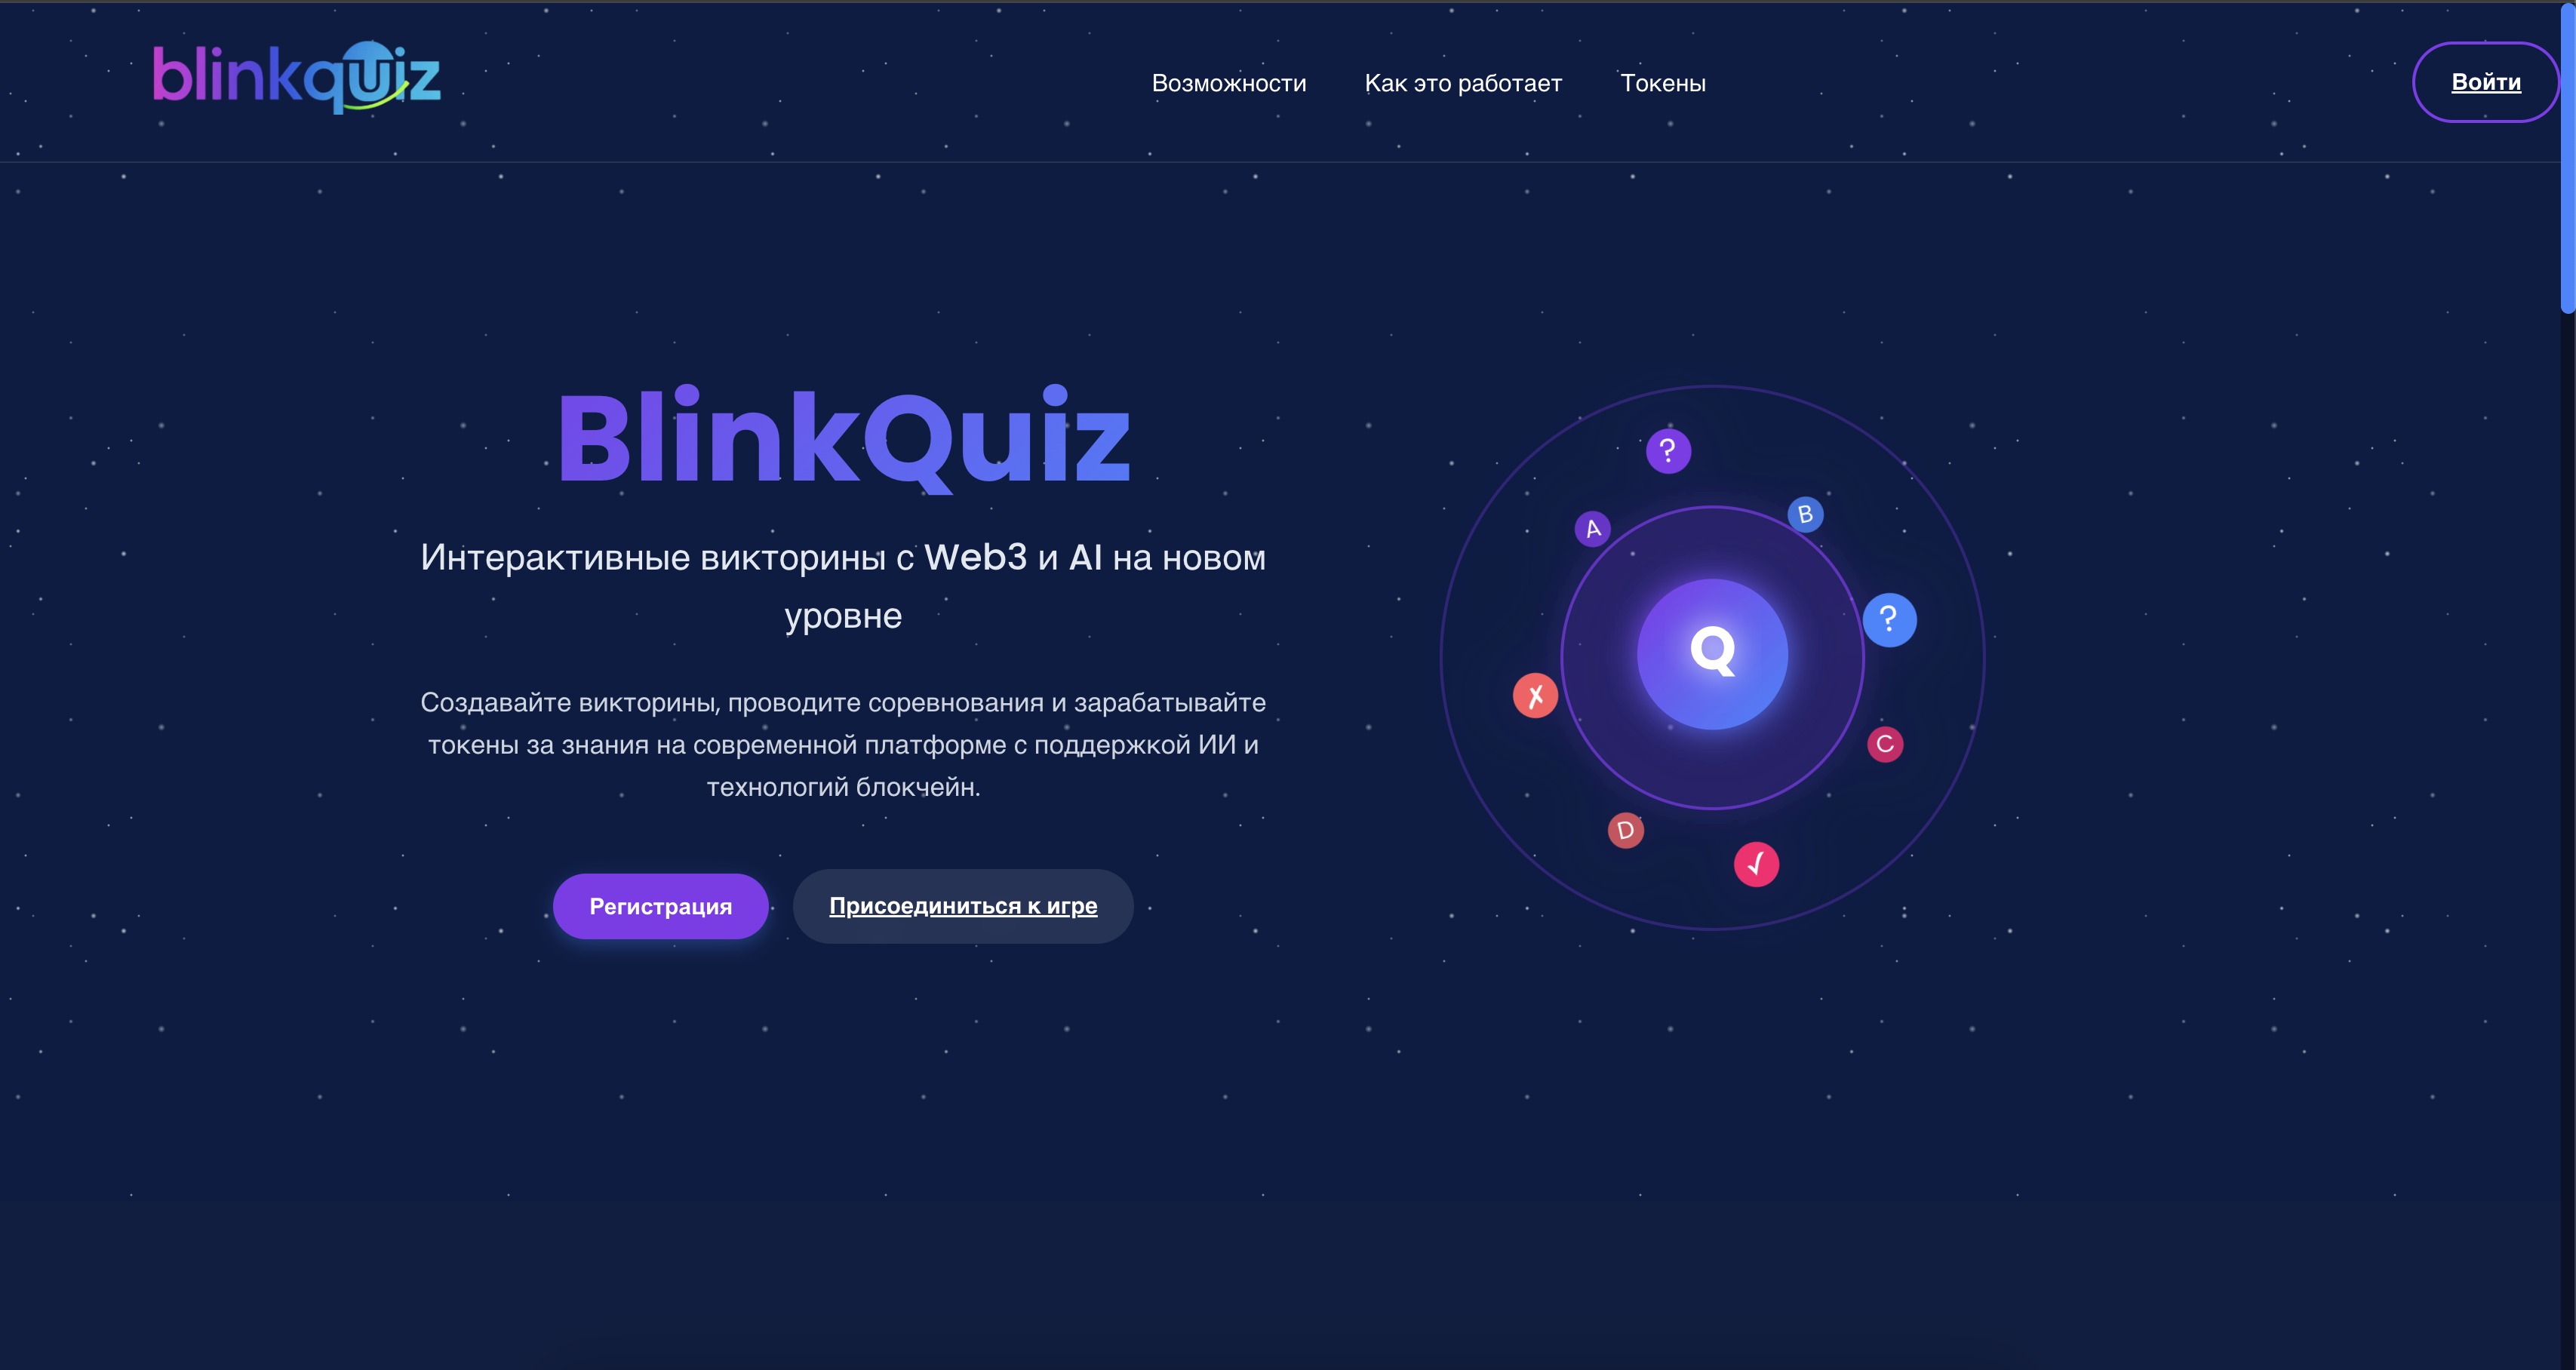 blinkquiz
Возможности Как это работает Токены
Войти
BlinkQuiz
Интерактивные викторины с Web3 и AI на новом
уровне
Создавайте викторины, проводите соревнования и зарабатывайте
токены за знания на современной платформе с поддержкой ИИ и
технологий блокчейн.
Регистрация
Присоединиться к игре
?
A
B
?
Q
✗
C
D
✓